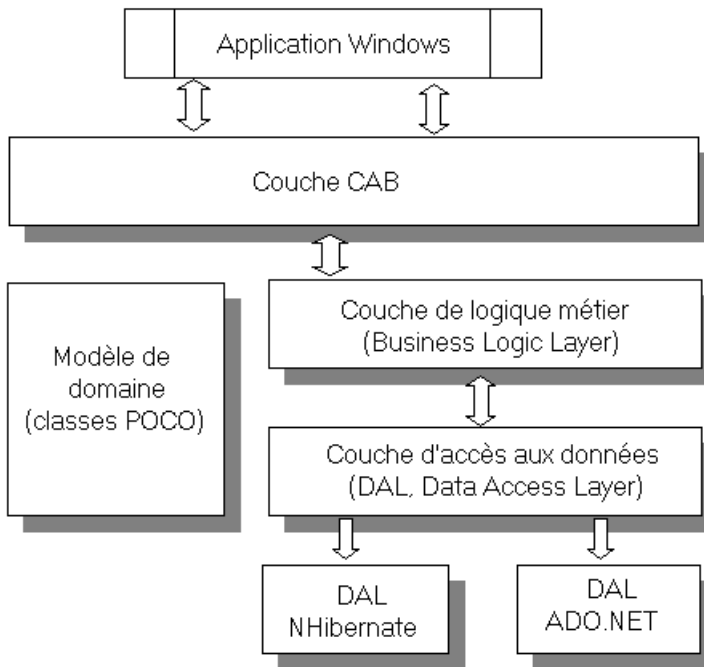 Application Windows
Couche CAB
Couche de logique métier
(Business Logic Layer)
Modèle de
domaine
(classes POCO)
Couche d'accès aux données
(DAL, Data Access Layer)
DAL
NHibernate
DAL
ADO.NET